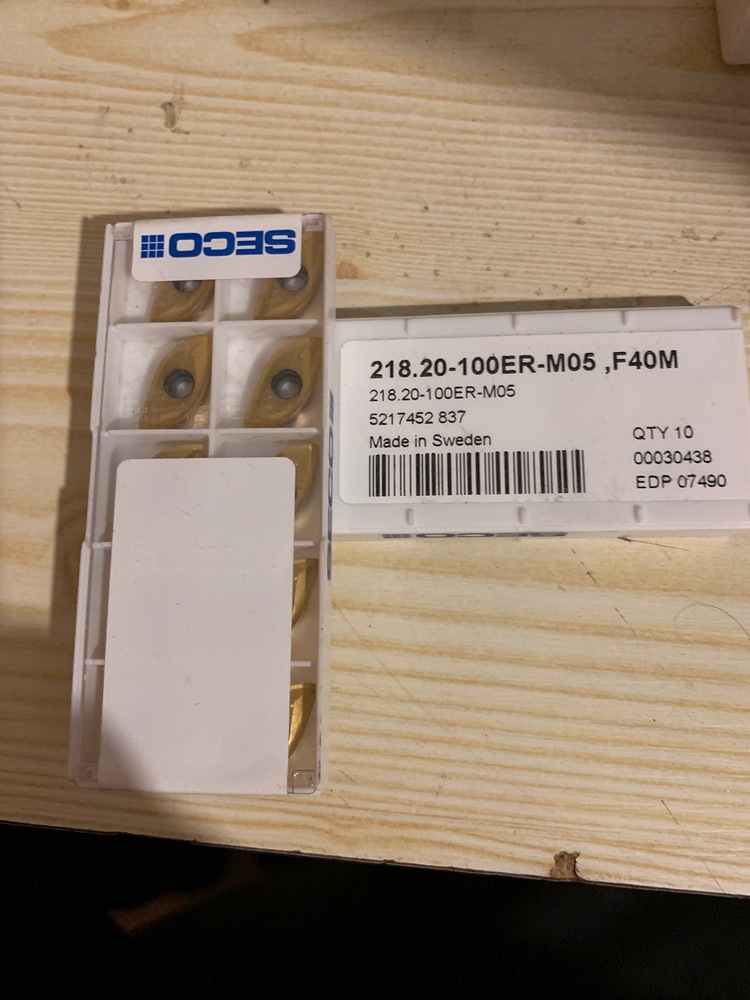 SECO
218.20-100ER-M05 ,F40M
218.20-100ER-M05
5217452 837
Made in Sweden
QTY 10
00030438
EDP 07490